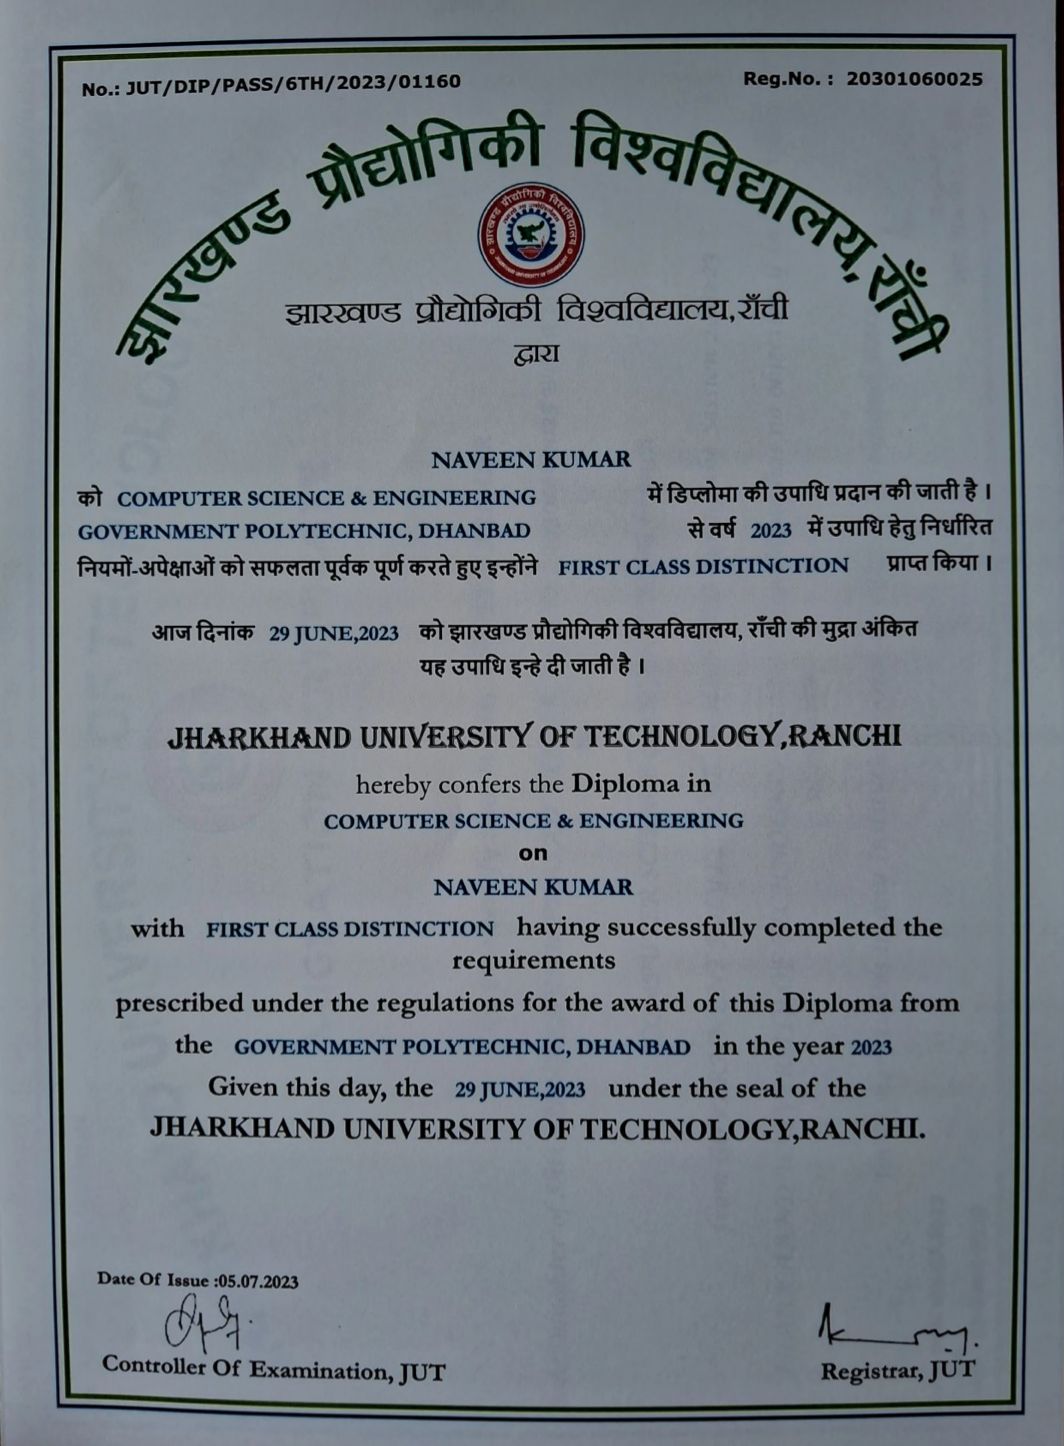 No.: JUT/DIP/PASS/6TH/2023/01160
Reg.No. : 20301060025
झारखण्ड प्रौद्योगिकी विश्वविद्यालय, राँची
झारखण्ड प्रौद्योगिकी विश्वविद्यालय
झारखण्ड प्रौद्योगिकी विश्वविद्यालय,राँची
द्वारा
NAVEEN KUMAR
को COMPUTER SCIENCE & ENGINEERING में डिप्लोमा की उपाधि प्रदान की जाती है ।
GOVERNMENT POLYTECHNIC, DHANBAD से वर्ष 2023 में उपाधि हेतु निर्धारित
नियमों-अपेक्षाओं को सफलता पूर्वक पूर्ण करते हुए इन्होंने FIRST CLASS DISTINCTION प्राप्त किया ।
आज दिनांक 29 JUNE,2023 को झारखण्ड प्रौद्योगिकी विश्वविद्यालय, राँची की मुद्रा अंकित
यह उपाधि इन्हे दी जाती है ।
JHARKHAND UNIVERSITY OF TECHNOLOGY,RANCHI
hereby confers the Diploma in
COMPUTER SCIENCE & ENGINEERING
on
NAVEEN KUMAR
with FIRST CLASS DISTINCTION having successfully completed the
requirements
prescribed under the regulations for the award of this Diploma from
the GOVERNMENT POLYTECHNIC, DHANBAD in the year 2023
Given this day, the 29 JUNE,2023 under the seal of the
JHARKHAND UNIVERSITY OF TECHNOLOGY,RANCHI.
Date Of Issue :05.07.2023
Controller Of Examination, JUT
Registrar, JUT